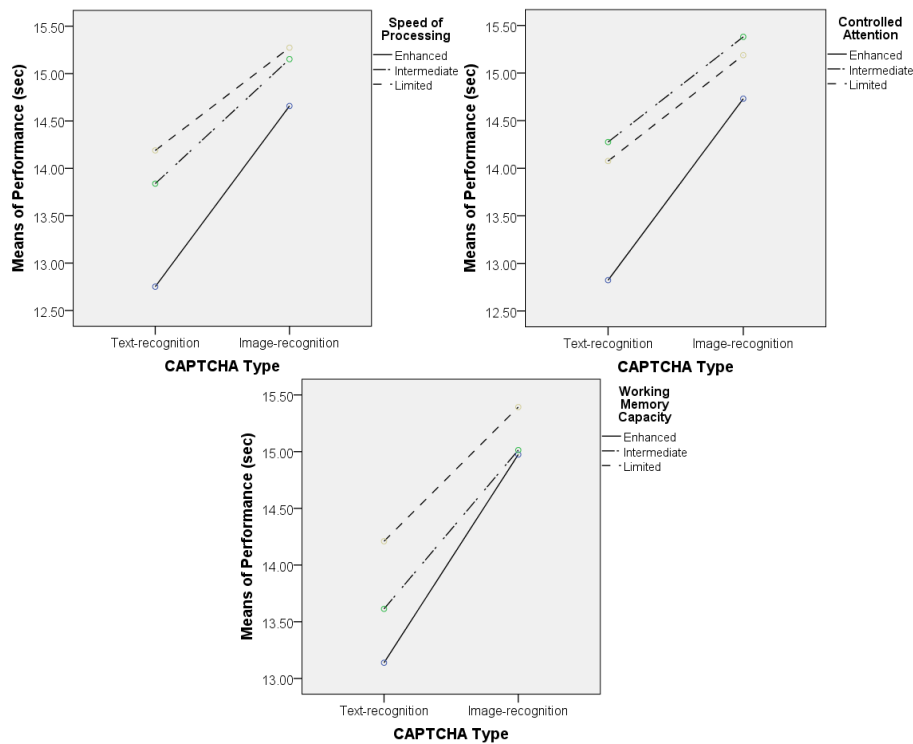 Means of Performance (sec)
15.50
15.00
14.50
14.00
13.50
13.00
12.50
Text-recognition Image-recognition
CAPTCHA Type
Speed of
Processing
Enhanced
Intermediate
Limited
Means of Performance (sec)
15.50
15.00
14.50
14.00
13.50
13.00
12.50
Text-recognition Image-recognition
CAPTCHA Type
Controlled
Attention
Enhanced
Intermediate
Limited
Means of Performance (sec)
15.50
15.00
14.50
14.00
13.50
13.00
Text-recognition Image-recognition
CAPTCHA Type
Working
Memory
Capacity
Enhanced
Intermediate
Limited